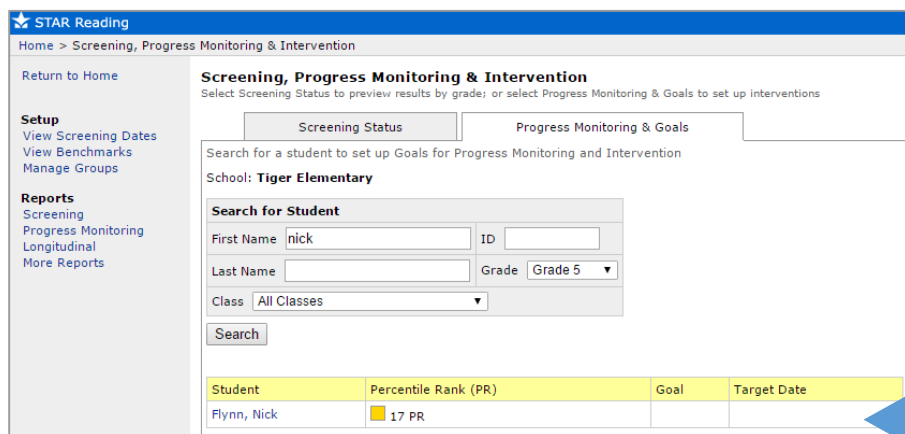 STAR Reading
Home > Screening, Progress Monitoring & Intervention
Return to Home
Setup
View Screening Dates
View Benchmarks
Manage Groups
Reports
Screening
Progress Monitoring
Longitudinal
More Reports
Screening, Progress Monitoring & Intervention
Select Screening Status to preview results by grade; or select Progress Monitoring & Goals to set up interventions
Screening Status Progress Monitoring & Goals
Search for a student to set up Goals for Progress Monitoring and Intervention
School: Tiger Elementary
Search for Student
First Name nick ID
Last Name Grade Grade 5
Class All Classes
Search
Student Percentile Rank (PR) Goal Target Date
Flynn, Nick 17 PR